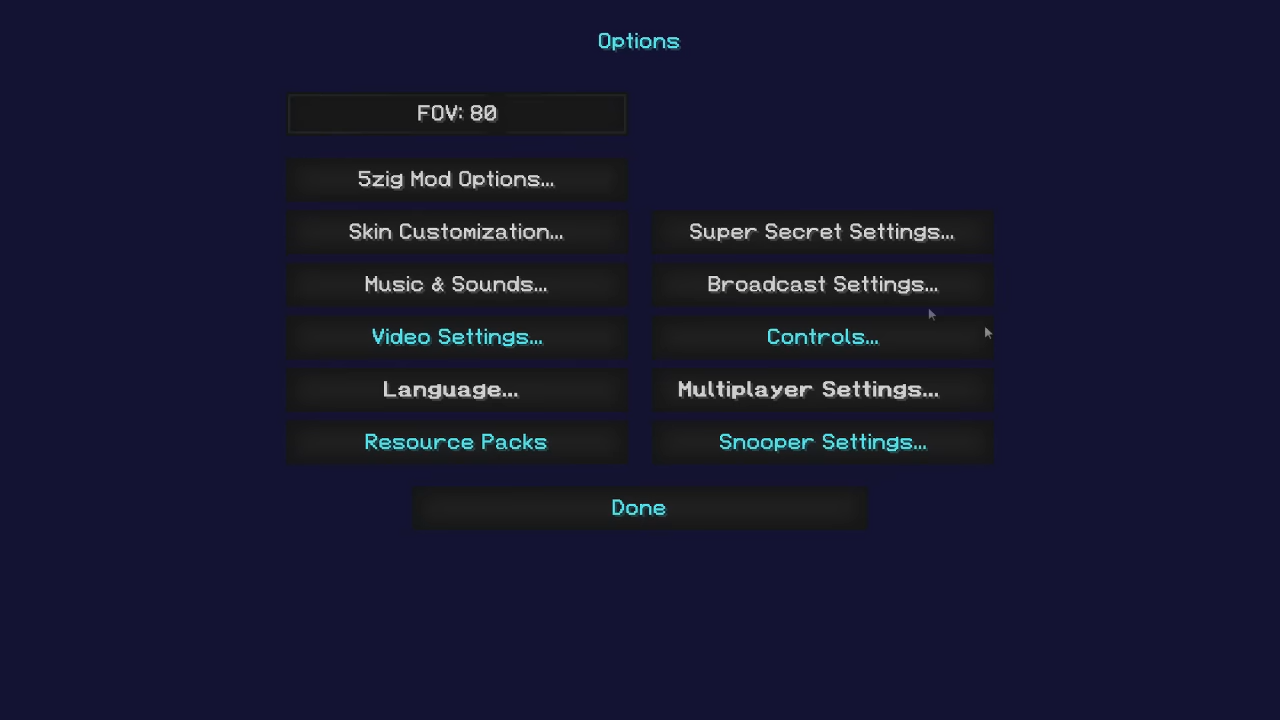 Options
FOV: 80
5zig Mod Options...
Skin Customization...
Super Secret Settings...
Music & Sounds...
Broadcast Settings...
Video Settings...
Controls...
Language...
Multiplayer Settings...
Resource Packs
Snooper Settings...
Done